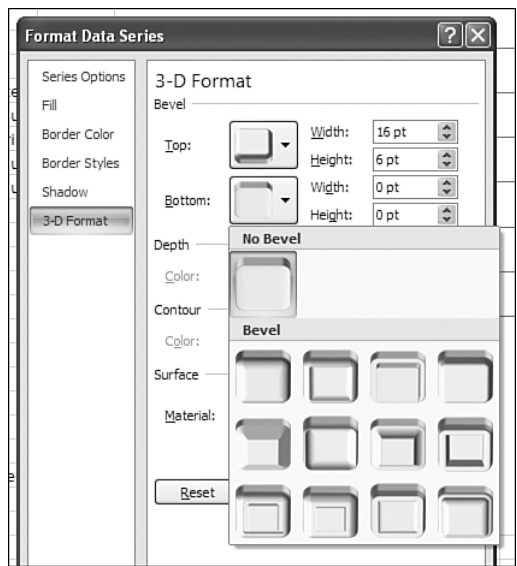 Format Data Series
Series Options
Fill
Border Color
Border Styles
Shadow
3-D Format
3-D Format
Bevel
Top:
Width: 16 pt
Height: 6 pt
Bottom:
Width: 0 pt
Height: 0 pt
Depth
Color:
Contour
Color:
Surface
Material:
Reset
No Bevel
Bevel